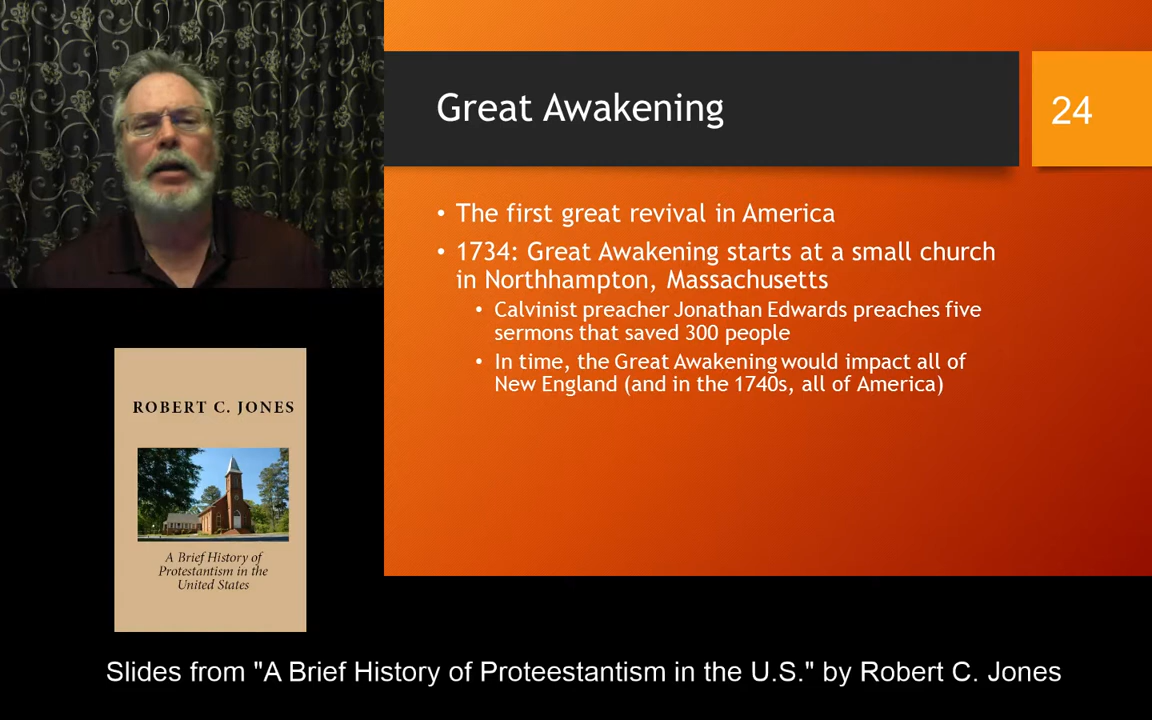 Great Awakening
24
• The first great revival in America
• 1734: Great Awakening starts at a small church
in Northhampton, Massachusetts
• Calvinist preacher Jonathan Edwards preaches five
sermons that saved 300 people
• In time, the Great Awakening would impact all of
New England (and in the 1740s, all of America)
ROBERT C. JONES
A Brief History of
Protestantism in the
United States
Slides from "A Brief History of Proteestantism in the U.S." by Robert C. Jones